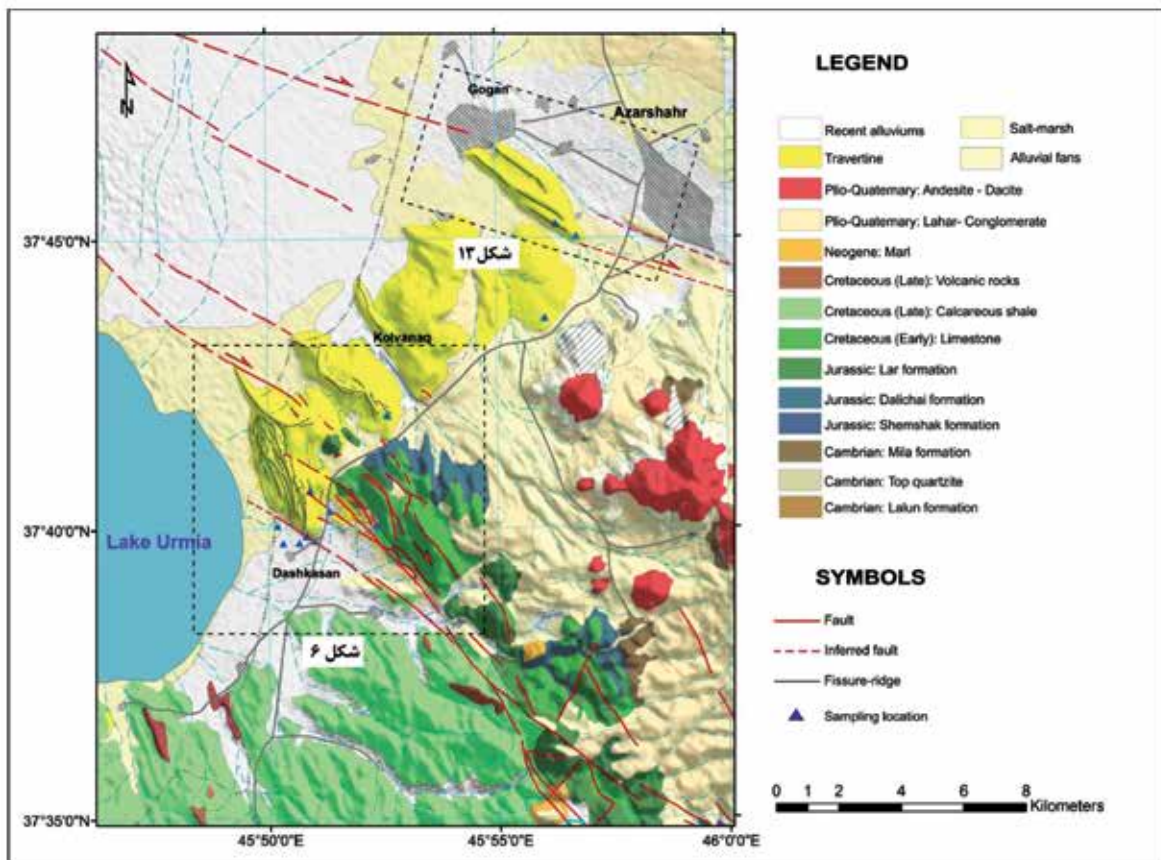 LEGEND
Recent alluviums
Salt-marsh
Travertine
Alluvial fans
Plio-Quaternary: Andesite - Dacite
Plio-Quaternary: Lahar- Conglomerate
Neogene: Marl
Cretaceous (Late): Volcanic rocks
Cretaceous (Late): Calcareous shale
Cretaceous (Early): Limestone
Jurassic: Lar formation
Jurassic: Dalichai formation
Jurassic: Shemshak formation
Cambrian: Mila formation
Cambrian: Top quartzite
Cambrian: Lalun formation
SYMBOLS
Fault
Inferred fault
Fissure-ridge
Sampling location
0 1 2 4 6 8
Kilometers
N
Gogan
Azarshahr
37°45'0"N
شکل ۱۳
Kolvanaq
37°40'0"N
Lake Urmia
Dashkasan
شکل ۶
37°35'0"N
45°50'0"E
45°55'0"E
46°0'0"E